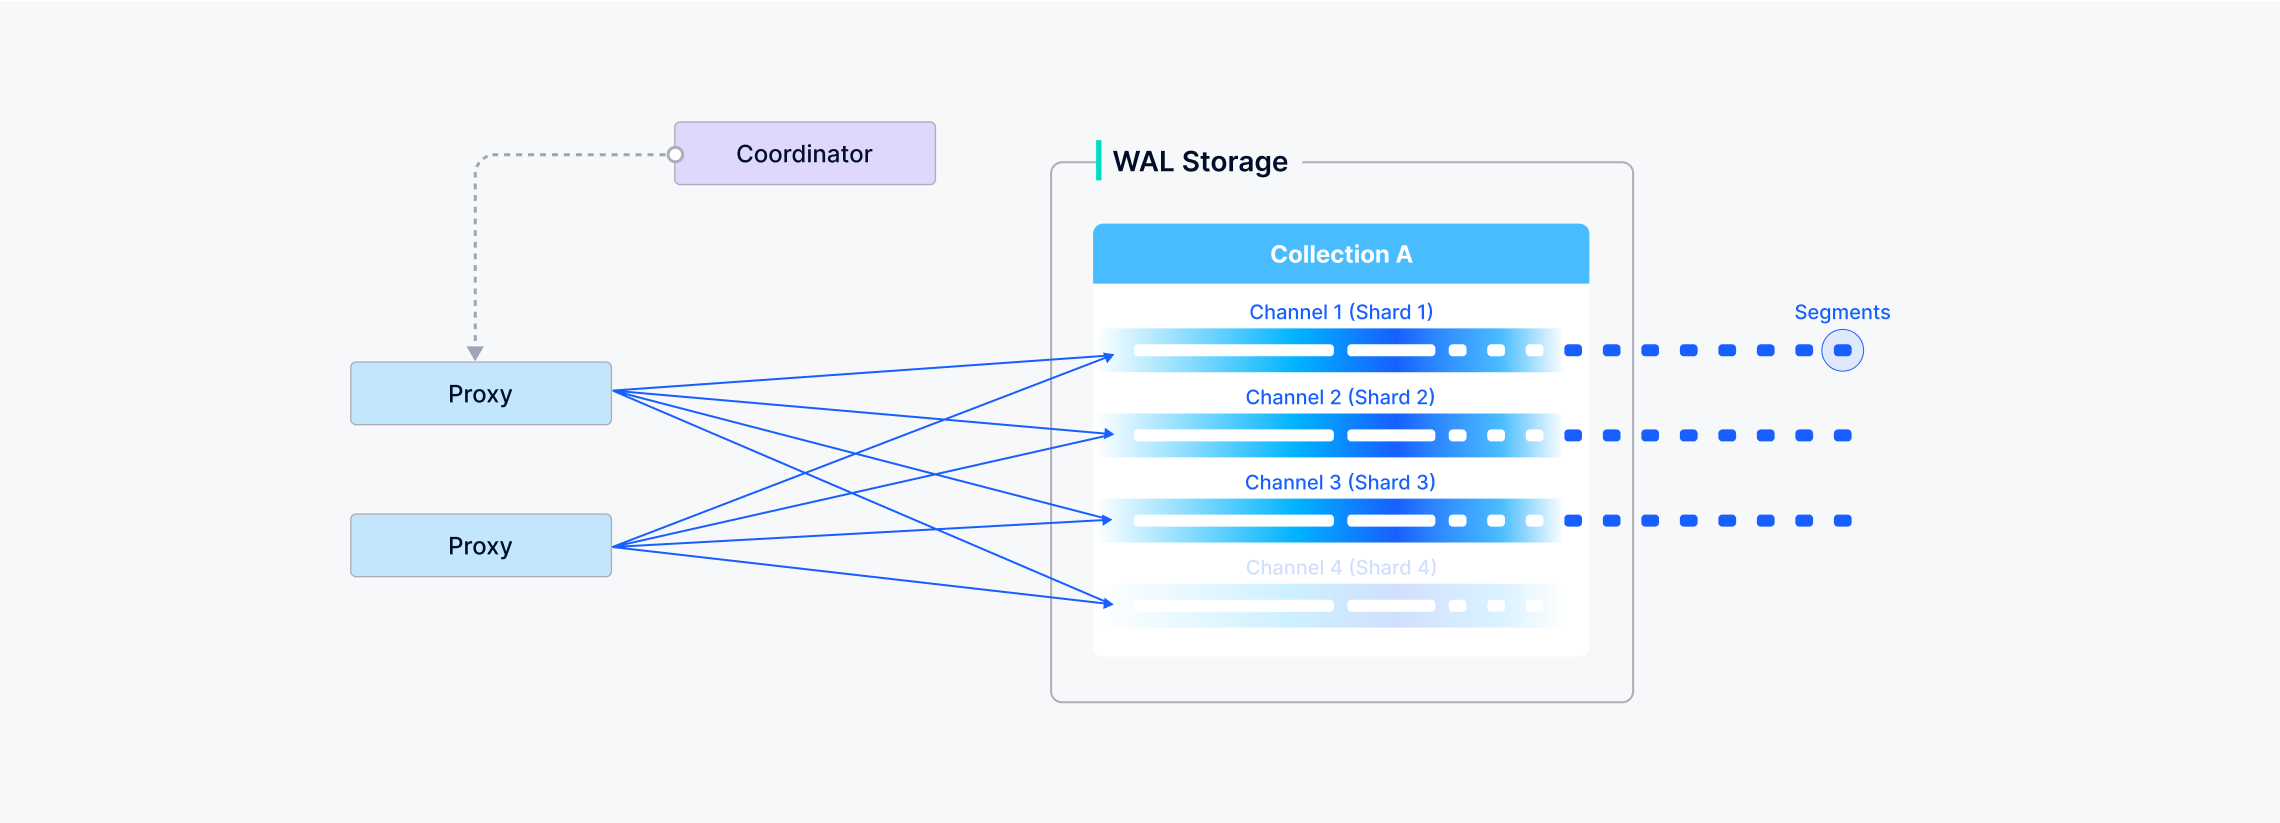 Coordinator
WAL Storage
Collection A
Channel 1 (Shard 1)
Segments
Proxy
Channel 2 (Shard 2)
Channel 3 (Shard 3)
Proxy
Channel 4 (Shard 4)